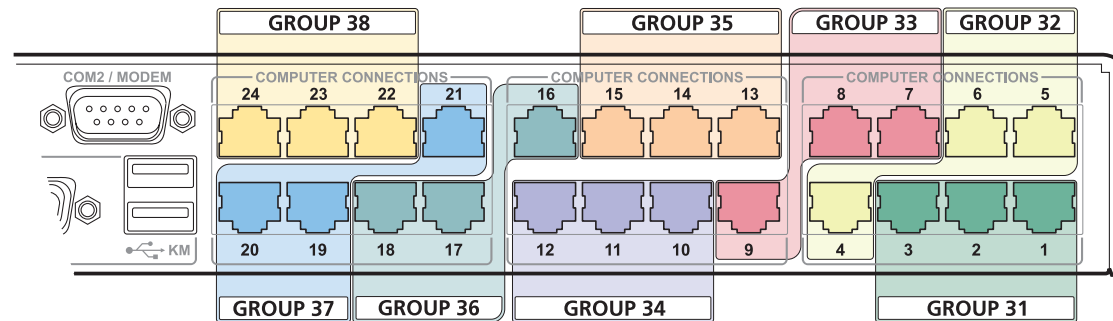 GROUP 38 GROUP 35 GROUP 33 GROUP 32
COM2 / MODEM COMPUTER CONNECTIONS COMPUTER CONNECTIONS COMPUTER CONNECTIONS
24 23 22 21 16 15 14 13 8 7 6 5
KM 20 19 18 17 12 11 10 9 4 3 2 1
GROUP 37 GROUP 36 GROUP 34 GROUP 31